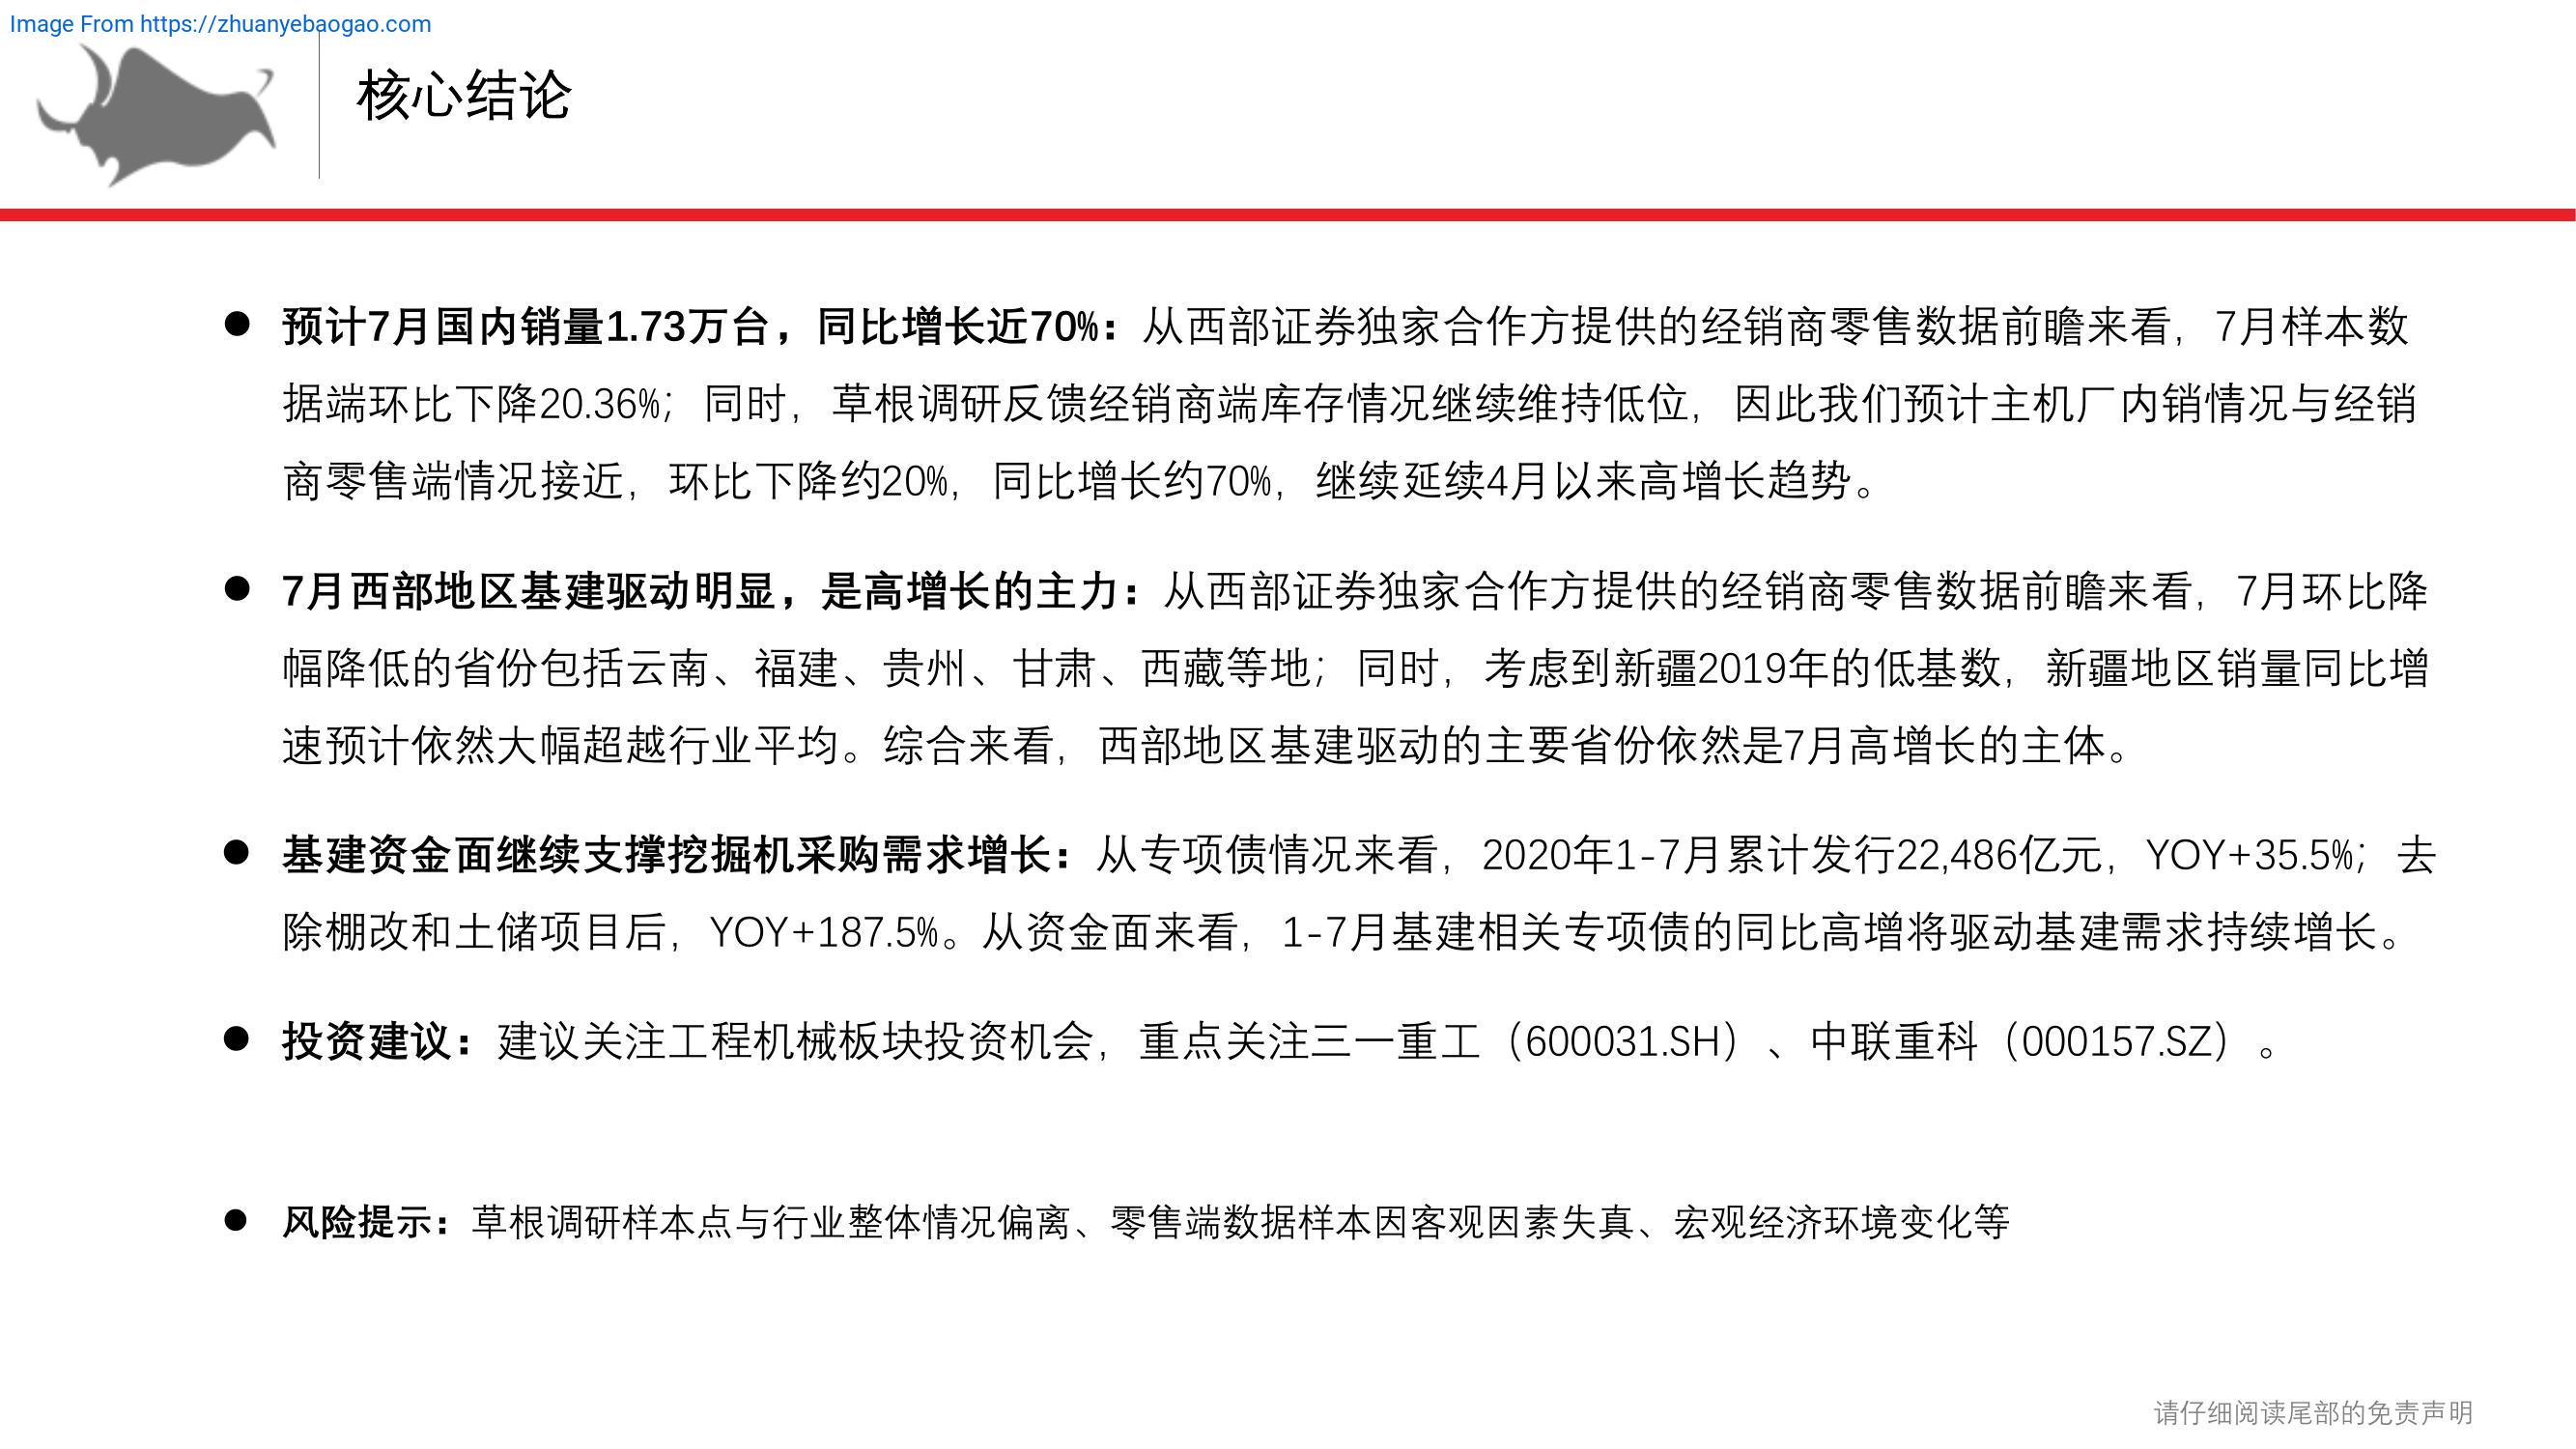 Image From https://zhuanyebaogao.com
核心结论
● 预计7月国内销量1.73万台，同比增长近70%：从西部证券独家合作方提供的经销商零售数据前瞻来看，7月样本数
据端环比下降20.36%；同时，草根调研反馈经销商端库存情况继续维持低位，因此我们预计主机厂内销情况与经销
商零售端情况接近，环比下降约20%，同比增长约70%，继续延续4月以来高增长趋势。
● 7月西部地区基建驱动明显，是高增长的主力：从西部证券独家合作方提供的经销商零售数据前瞻来看，7月环比降
幅降低的省份包括云南、福建、贵州、甘肃、西藏等地；同时，考虑到新疆2019年的低基数，新疆地区销量同比增
速预计依然大幅超越行业平均。综合来看，西部地区基建驱动的主要省份依然是7月高增长的主体。
● 基建资金面继续支撑挖掘机采购需求增长：从专项债情况来看，2020年1-7月累计发行22,486亿元，YOY+35.5%；去
除棚改和土储项目后，YOY+187.5%。从资金面来看，1-7月基建相关专项债的同比高增将驱动基建需求持续增长。
● 投资建议：建议关注工程机械板块投资机会，重点关注三一重工（600031.SH）、中联重科（000157.SZ）。
● 风险提示：草根调研样本点与行业整体情况偏离、零售端数据样本因客观因素失真、宏观经济环境变化等
请仔细阅读尾部的免责声明